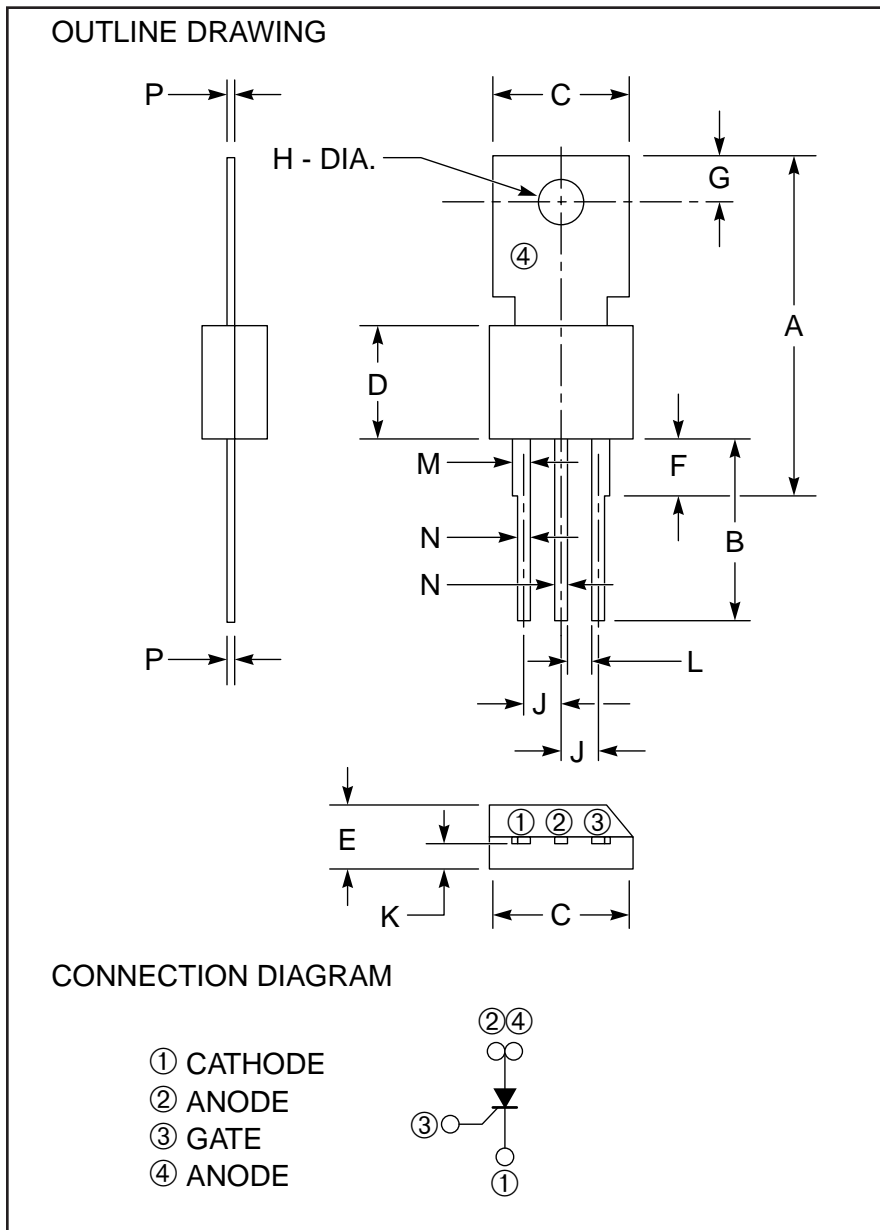 OUTLINE DRAWING
P
C
H - DIA.
G
④
A
D
M
F
N
B
N
P
L
J
J
① ② ③
E
K
C
CONNECTION DIAGRAM
②④
① CATHODE
② ANODE
③ GATE
④ ANODE
③
①